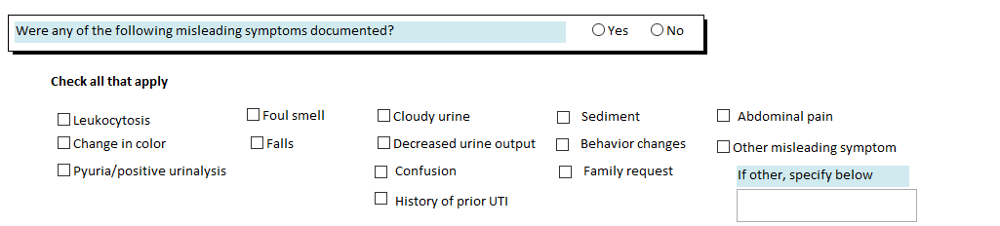 Were any of the following misleading symptoms documented? Yes No
Check all that apply
Leukocytosis Foul smell Cloudy urine Sediment Abdominal pain
Change in color Falls Decreased urine output Behavior changes Other misleading symptom
Pyuria/positive urinalysis Confusion Family request If other, specify below
History of prior UTI